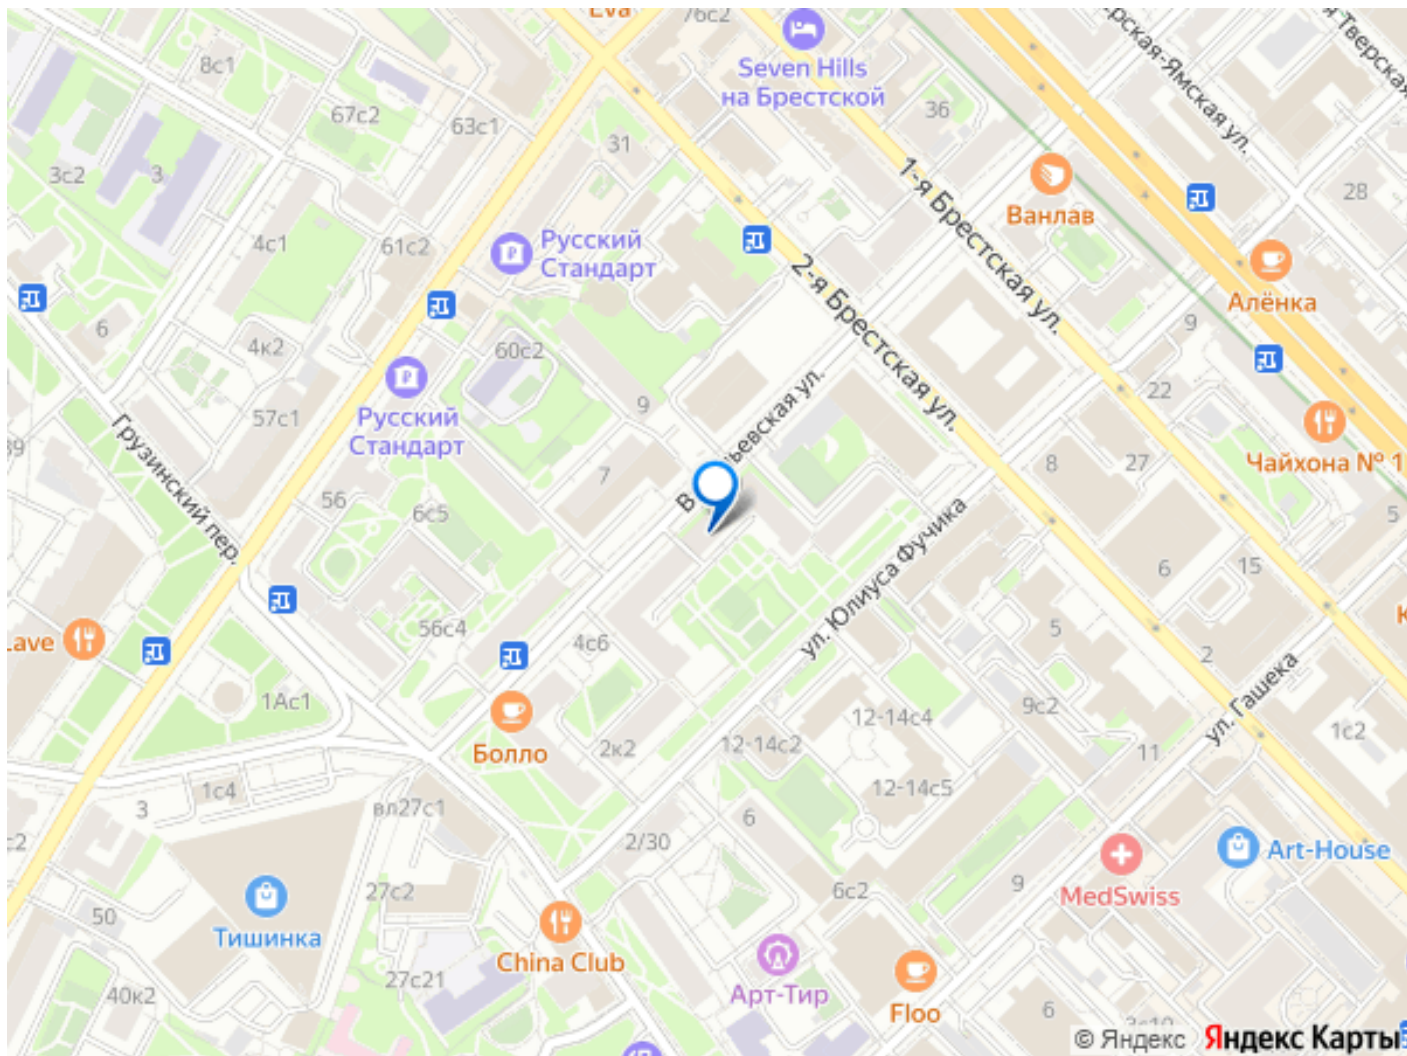 Eva
76с2
Seven Hills
на Брестской
8с1
67с2
63с1
31
36
3с2
3
4с1
61с2
Русский
Стандарт
1-я Брестская ул.
Ванлав
28
Алёнка
6
4к2
60с2
2-я Брестская ул.
9
22
57с1
Русский
Стандарт
9
Грузинский пер.
7
8
27
Чайхона № 1
56
6с5
ул. Юлиуса Фучика
5
6
15
56с4
4с6
5
2
1Ас1
Болло
2к2
12-14с2
12-14с4
9с2
ул. Гашека
11
1с2
1с4
3
вл27с1
12-14с5
6
2/30
MedSwiss
Art-House
27с2
6с2
9
50
Тишинка
China Club
27с21
40к2
Арт-Тир
Floo
6
© Яндекс Яндекс Карты